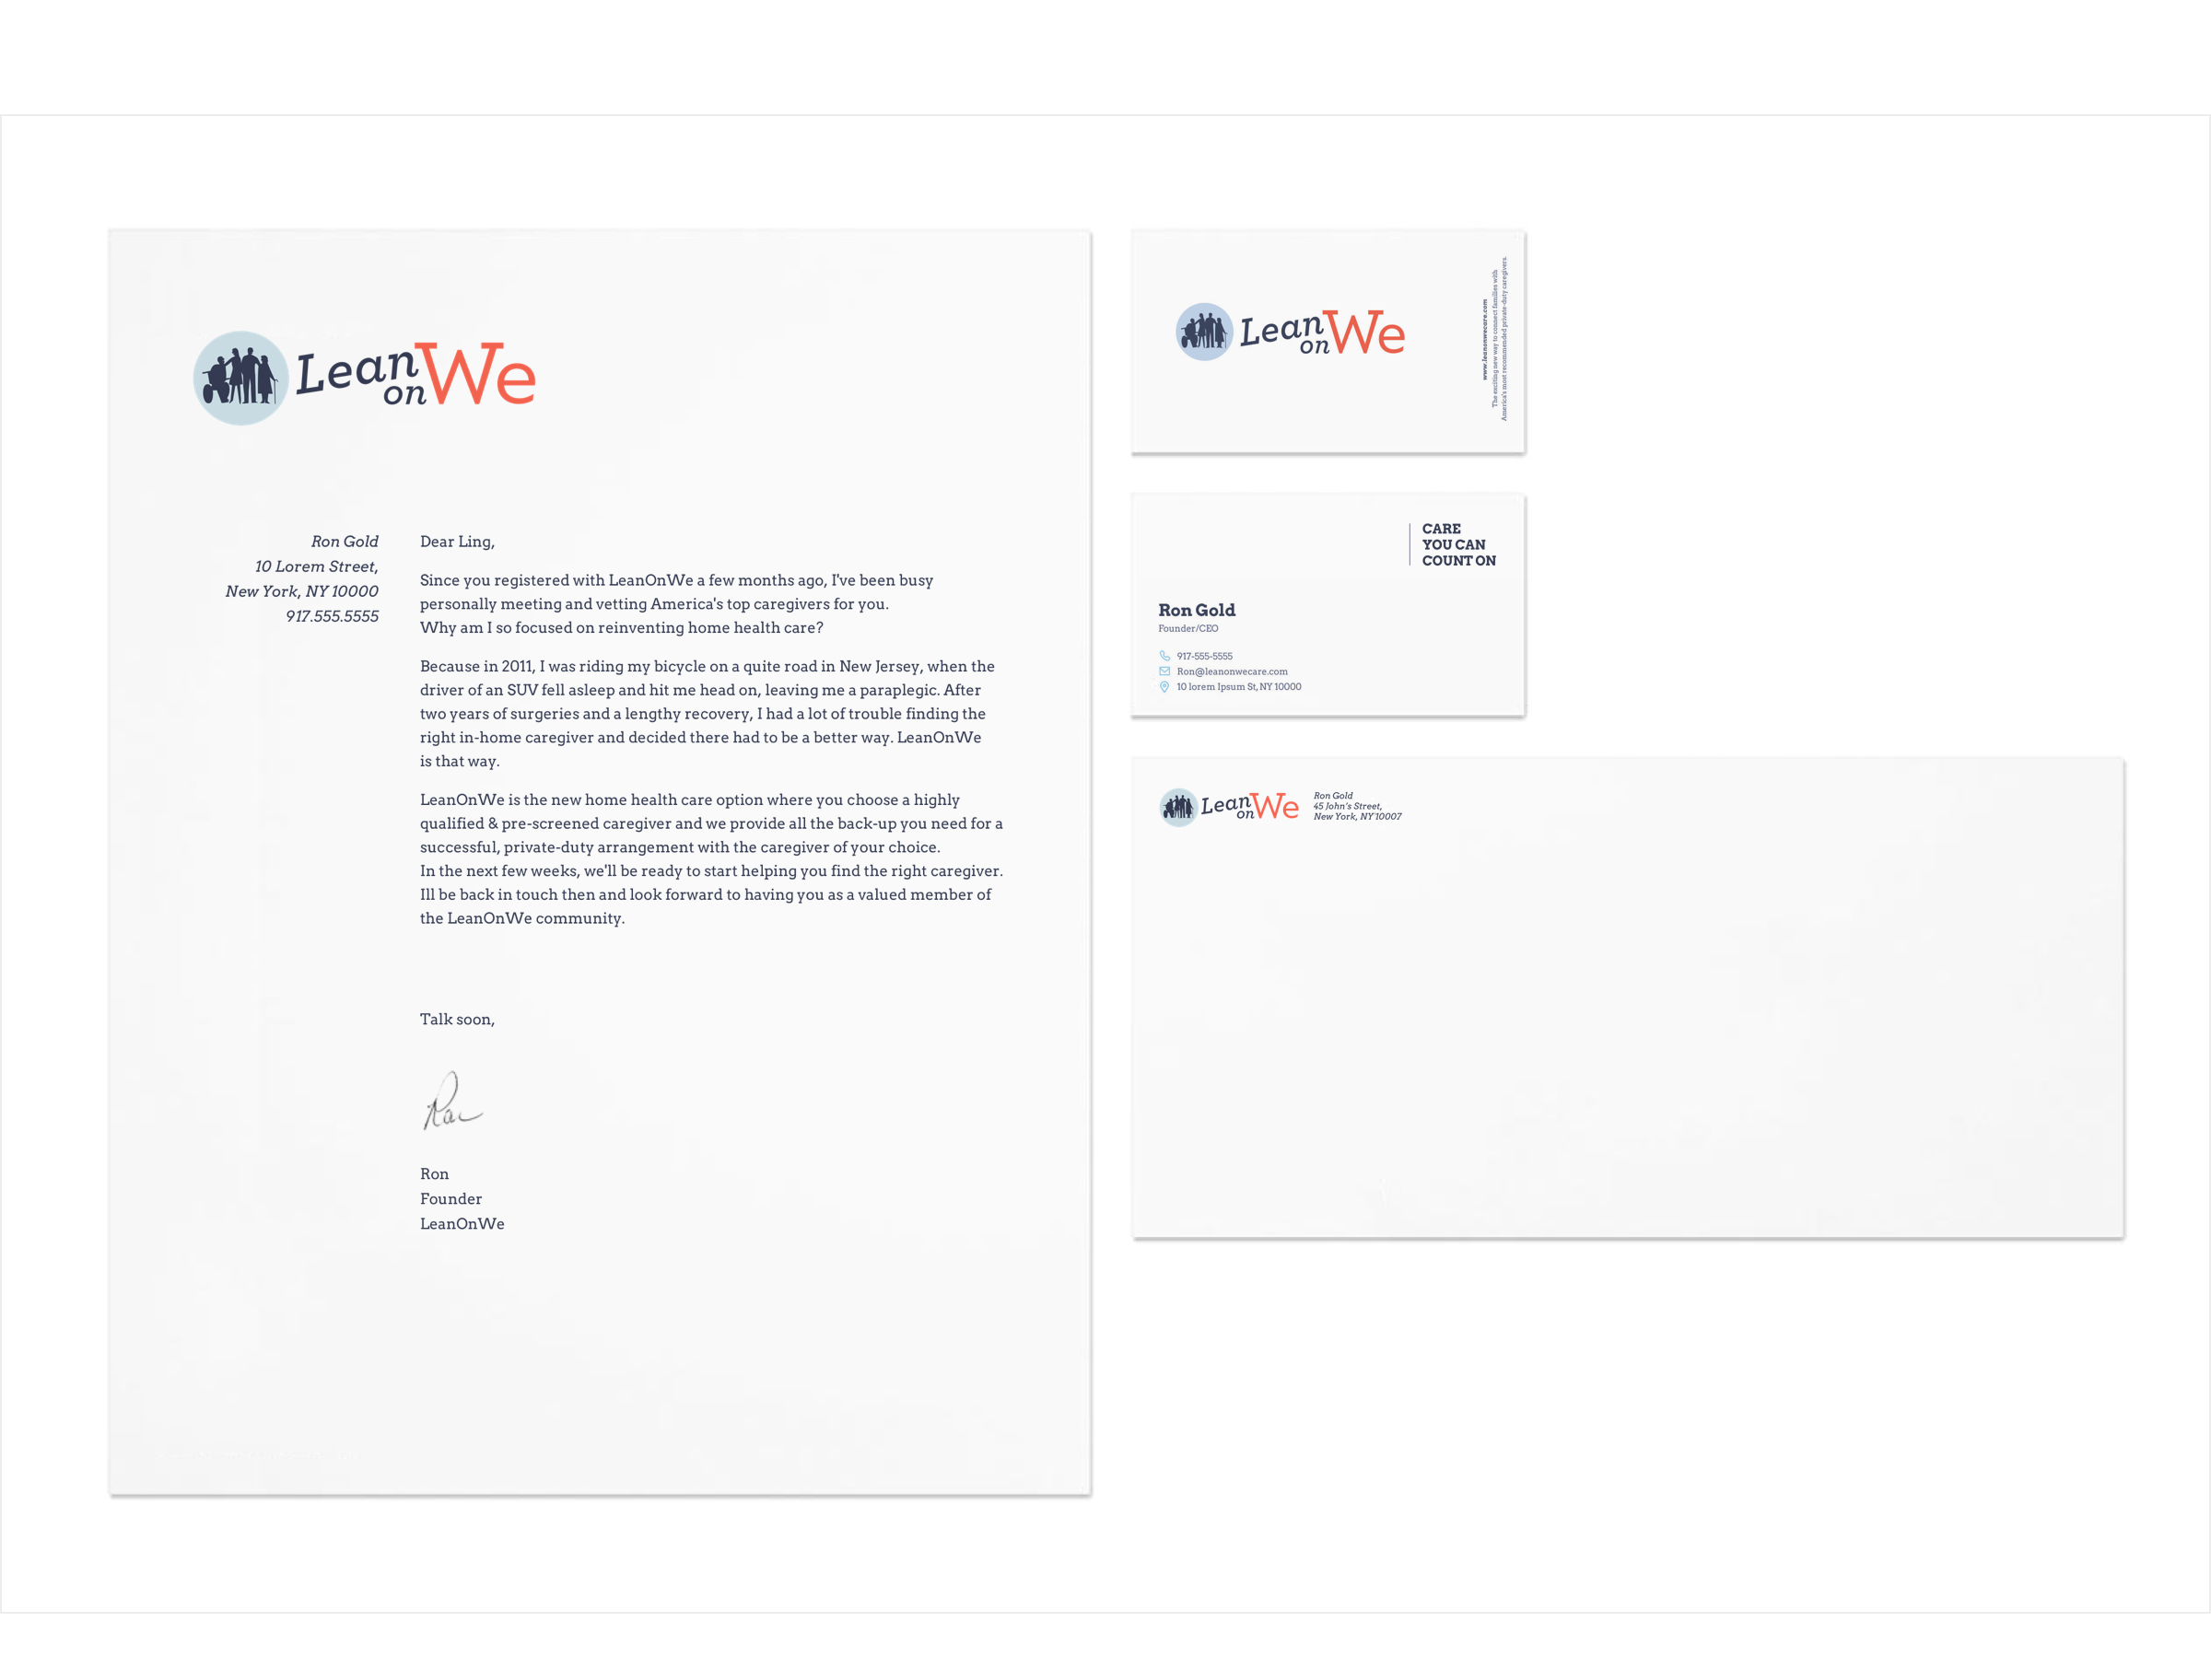 Lean on We
Ron Gold
10 Lorem Street,
New York, NY 10000
917.555.5555
Dear Ling,
Since you registered with LeanOnWe a few months ago, I've been busy
personally meeting and vetting America's top caregivers for you.
Why am I so focused on reinventing home health care?
Because in 2011, I was riding my bicycle on a quite road in New Jersey, when the
driver of an SUV fell asleep and hit me head on, leaving me a paraplegic. After
two years of surgeries and a lengthy recovery, I had a lot of trouble finding the
right in-home caregiver and decided there had to be a better way. LeanOnWe
is that way.
LeanOnWe is the new home health care option where you choose a highly
qualified & pre-screened caregiver and we provide all the back-up you need for a
successful, private-duty arrangement with the caregiver of your choice.
In the next few weeks, we'll be ready to start helping you find the right caregiver.
Ill be back in touch then and look forward to having you as a valued member of
the LeanOnWe community.
Talk soon,
Ron
Ron
Founder
LeanOnWe
Lean on We
www.leanonwecare.com
The exciting new way to connect families with
America's most recommended private-duty caregivers.
CARE
YOU CAN
COUNT ON
Ron Gold
Founder/CEO
917-555-5555
Ron@leanonwecare.com
10 lorem Ipsum St, NY 10000
Lean on We
Ron Gold
45 John's Street,
New York, NY 10007